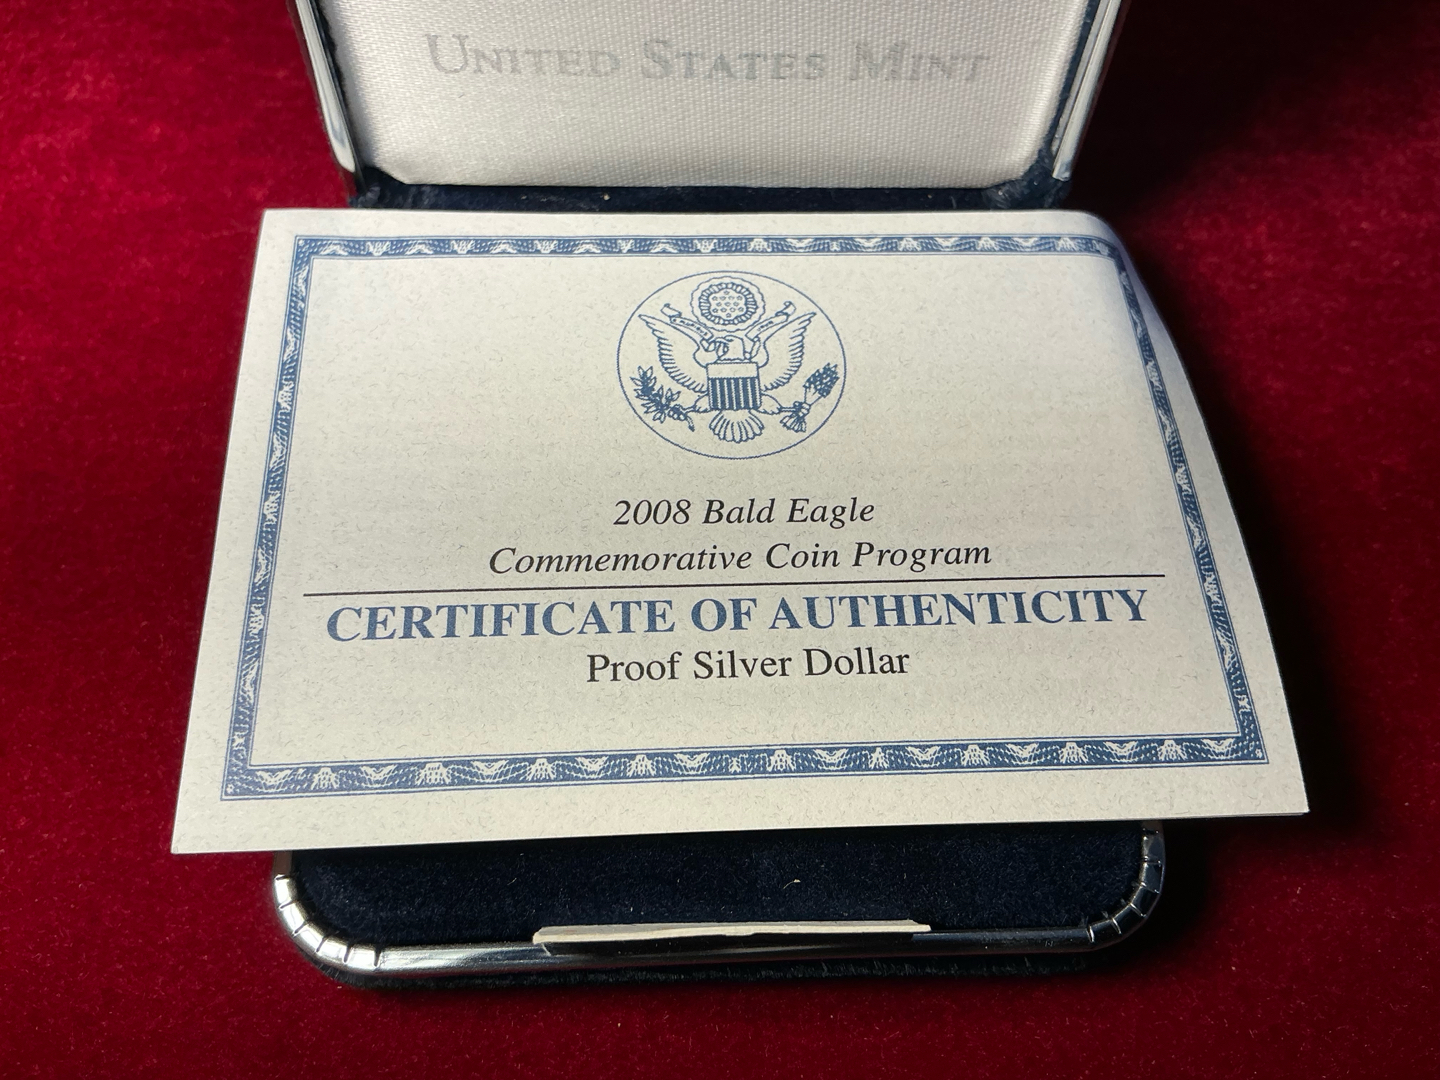 UNITED STATES MINT
2008 Bald Eagle
Commemorative Coin Program
CERTIFICATE OF AUTHENTICITY
Proof Silver Dollar